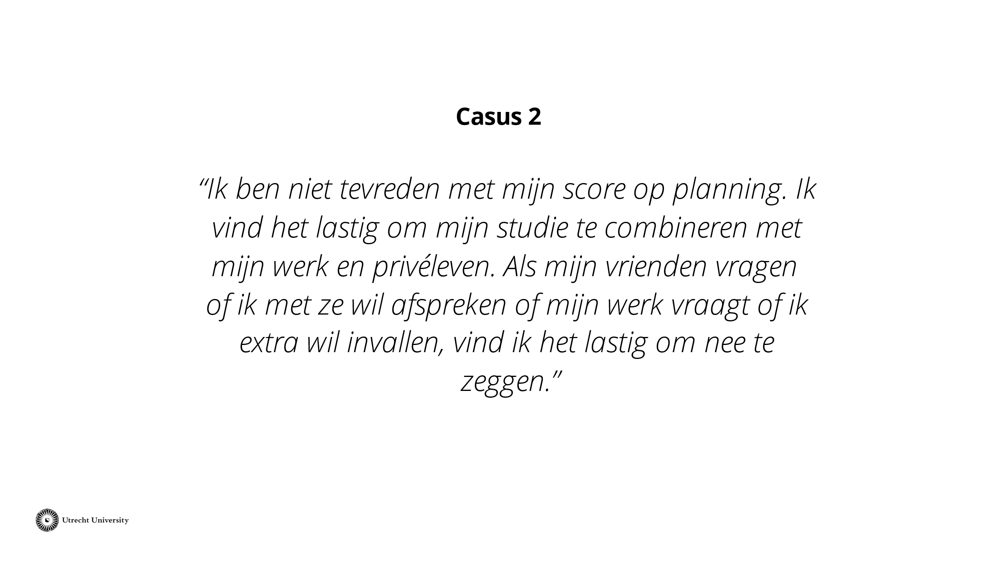 Casus 2
“Ik ben niet tevreden met mijn score op planning. Ik
vind het lastig om mijn studie te combineren met
mijn werk en privéleven. Als mijn vrienden vragen
of ik met ze wil afspreken of mijn werk vraagt of ik
extra wil invallen, vind ik het lastig om nee te
zeggen.”
Utrecht University